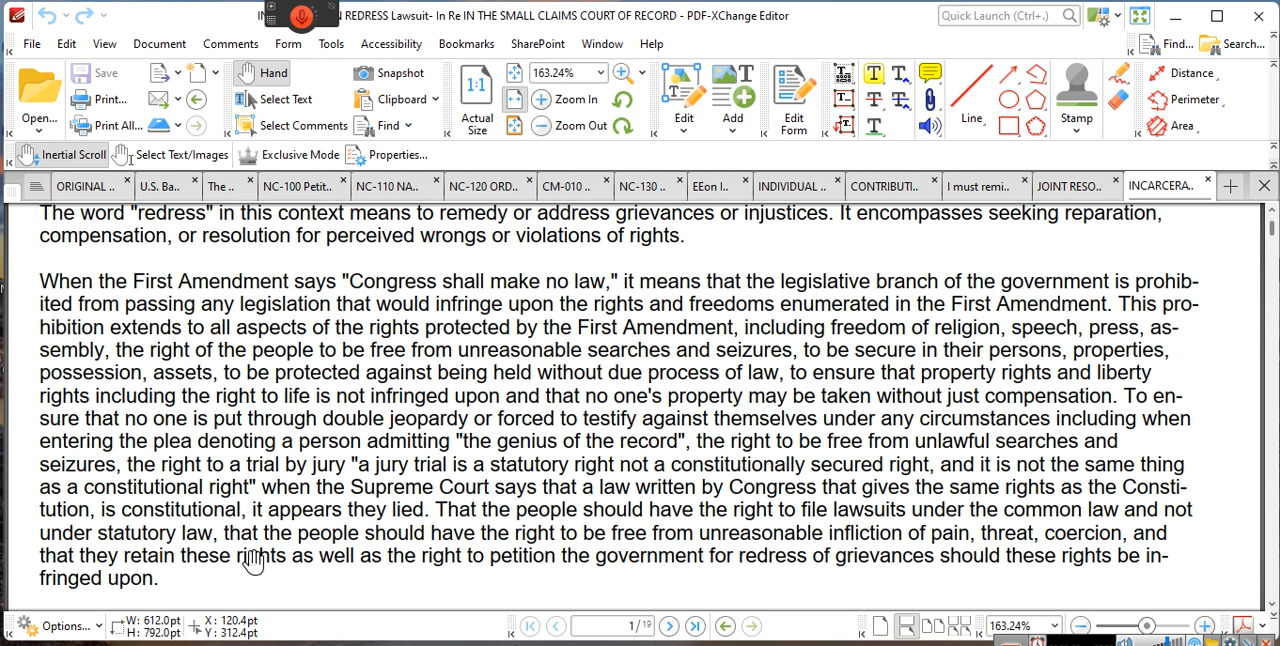 REDRESS Lawsuit- In Re IN THE SMALL CLAIMS COURT OF RECORD - PDF-XChange Editor
Quick Launch (Ctrl+.)
File Edit View Document Comments Form Tools Accessibility Bookmarks SharePoint Window Help
Find... Search...
Open...
Save
Print...
Print All...
Hand
Select Text
Select Comments
Snapshot
Clipboard
Find
1:1
Actual
Size
163.24%
Zoom In
Zoom Out
Edit
Add
Edit
Form
Line
Stamp
Distance
Perimeter
Area
Inertial Scroll Select Text/Images Exclusive Mode Properties...
ORIGINAL .. U.S. Ba.. The .. NC-100 Petit.. NC-110 NA.. NC-120 ORD.. CM-010 .. NC-130 .. EEon l... INDIVIDUAL .. CONTRIBUTI.. I must remi.. JOINT RESO.. INCARCERA..
The word "redress" in this context means to remedy or address grievances or injustices. It encompasses seeking reparation,
compensation, or resolution for perceived wrongs or violations of rights.
When the First Amendment says "Congress shall make no law," it means that the legislative branch of the government is prohib-
ited from passing any legislation that would infringe upon the rights and freedoms enumerated in the First Amendment. This pro-
hibition extends to all aspects of the rights protected by the First Amendment, including freedom of religion, speech, press, as-
sembly, the right of the people to be free from unreasonable searches and seizures, to be secure in their persons, properties,
possession, assets, to be protected against being held without due process of law, to ensure that property rights and liberty
rights including the right to life is not infringed upon and that no one's property may be taken without just compensation. To en-
sure that no one is put through double jeopardy or forced to testify against themselves under any circumstances including when
entering the plea denoting a person admitting "the genius of the record", the right to be free from unlawful searches and
seizures, the right to a trial by jury "a jury trial is a statutory right not a constitutionally secured right, and it is not the same thing
as a constitutional right" when the Supreme Court says that a law written by Congress that gives the same rights as the Consti-
tution, is constitutional, it appears they lied. That the people should have the right to file lawsuits under the common law and not
under statutory law, that the people should have the right to be free from unreasonable infliction of pain, threat, coercion, and
that they retain these rights as well as the right to petition the government for redress of grievances should these rights be in-
fringed upon.
Options... W: 612.0pt X: 120.4pt 1/19 163.24%
H: 792.0pt Y: 312.4pt